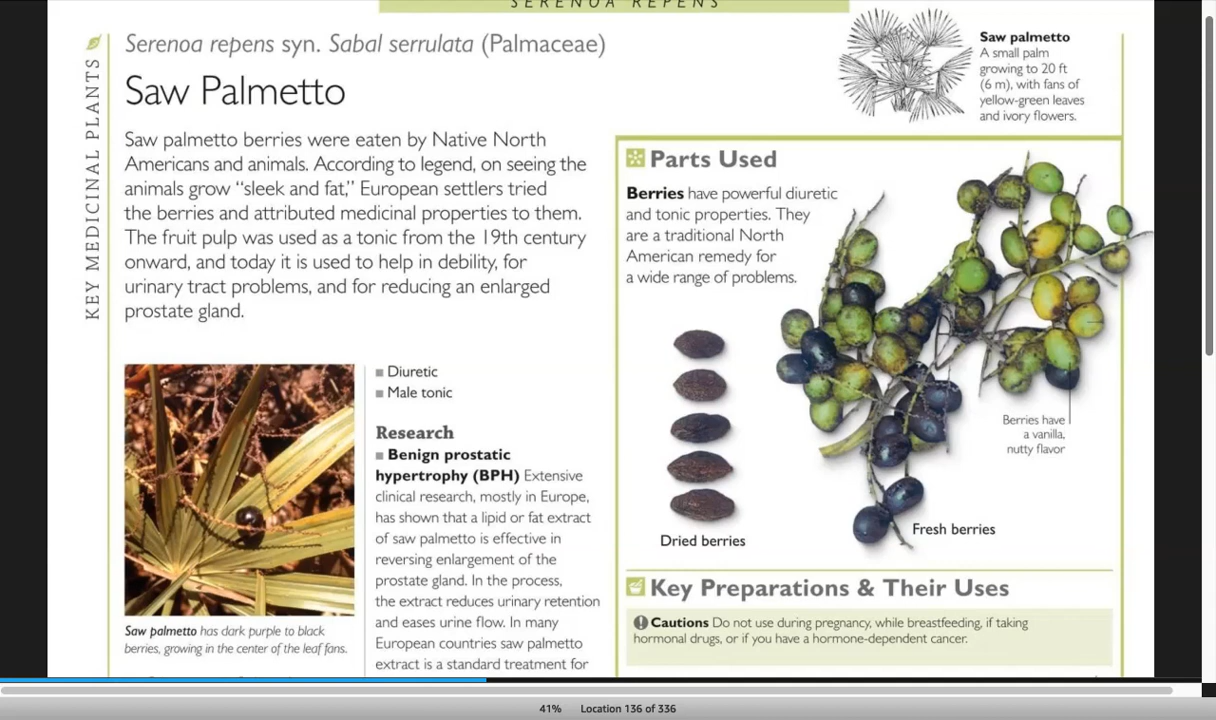 SERENOA REPENS
KEY MEDICINAL PLANTS
Serenoa repens syn. Sabal serrulata (Palmaceae)
Saw Palmetto
Saw palmetto berries were eaten by Native North
Americans and animals. According to legend, on seeing the
animals grow “sleek and fat,” European settlers tried
the berries and attributed medicinal properties to them.
The fruit pulp was used as a tonic from the 19th century
onward, and today it is used to help in debility, for
urinary tract problems, and for reducing an enlarged
prostate gland.
Saw palmetto has dark purple to black
berries, growing in the center of the leaf fans.
■ Diuretic
■ Male tonic
Research
■ Benign prostatic
hypertrophy (BPH) Extensive
clinical research, mostly in Europe,
has shown that a lipid or fat extract
of saw palmetto is effective in
reversing enlargement of the
prostate gland. In the process,
the extract reduces urinary retention
and eases urine flow. In many
European countries saw palmetto
extract is a standard treatment for
Saw palmetto
A small palm
growing to 20 ft
(6 m), with fans of
yellow-green leaves
and ivory flowers.
Parts Used
Berries have powerful diuretic
and tonic properties. They
are a traditional North
American remedy for
a wide range of problems.
Berries have
a vanilla,
nutty flavor
Dried berries
Fresh berries
Key Preparations & Their Uses
Cautions Do not use during pregnancy, while breastfeeding, if taking
hormonal drugs, or if you have a hormone-dependent cancer.
41% Location 136 of 336